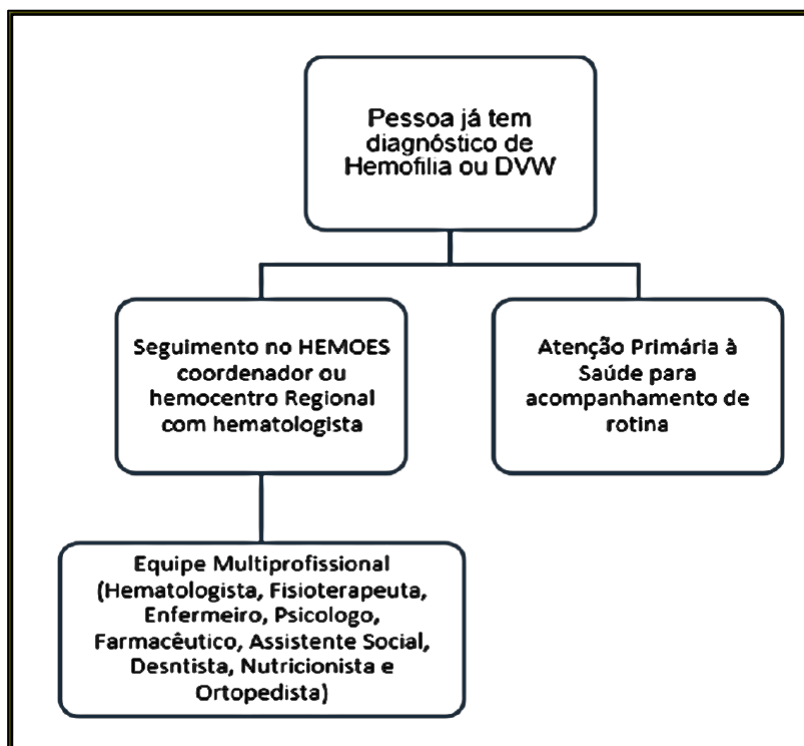 Pessoa já tem
diagnóstico de
Hemofilia ou DVW
Seguimento no HEMOES
coordenador ou
hemocentro Regional
com hematologista
Atenção Primária à
Saúde para
acompanhamento de
rotina
Equipe Multiprofissional
(Hematologista, Fisioterapeuta,
Enfermeiro, Psicologo,
Farmacêutico, Assistente Social,
Desntista, Nutricionista e
Ortopedista)